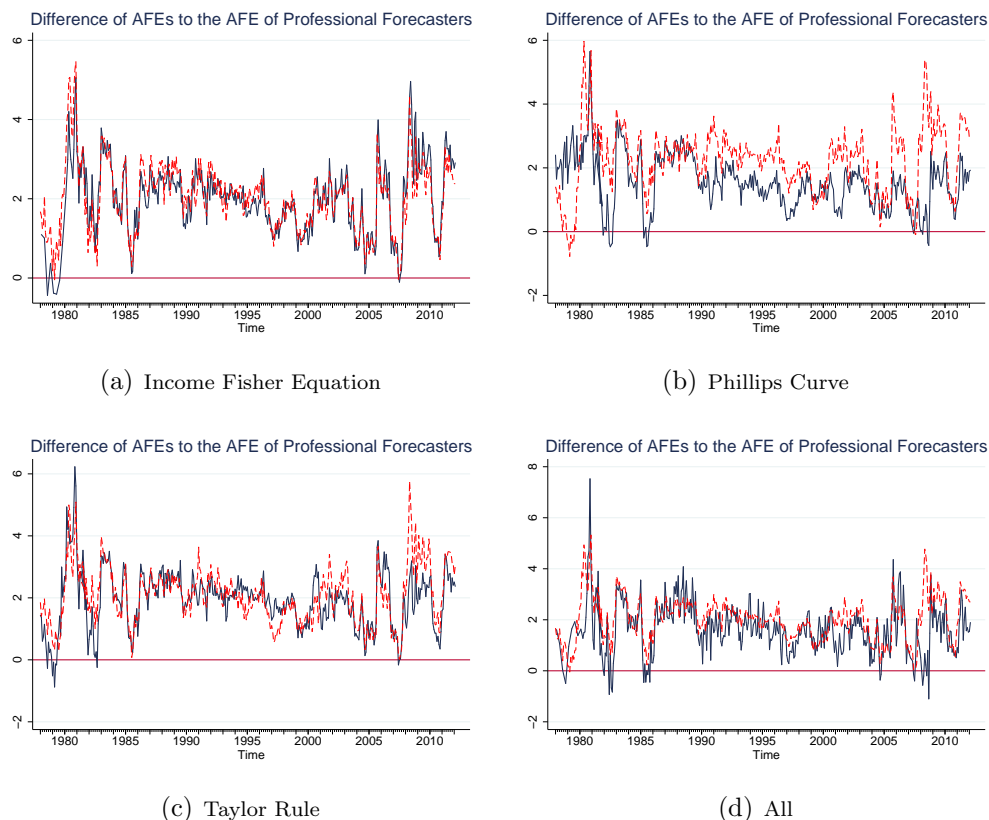 Difference of AFEs to the AFE of Professional Forecasters
6
4
2
0
1980 1985 1990 1995 2000 2005 2010
Time
(a) Income Fisher Equation
Difference of AFEs to the AFE of Professional Forecasters
6
4
2
0
−2
1980 1985 1990 1995 2000 2005 2010
Time
(b) Phillips Curve
Difference of AFEs to the AFE of Professional Forecasters
6
4
2
0
−2
1980 1985 1990 1995 2000 2005 2010
Time
(c) Taylor Rule
Difference of AFEs to the AFE of Professional Forecasters
8
6
4
2
0
−2
1980 1985 1990 1995 2000 2005 2010
Time
(d) All